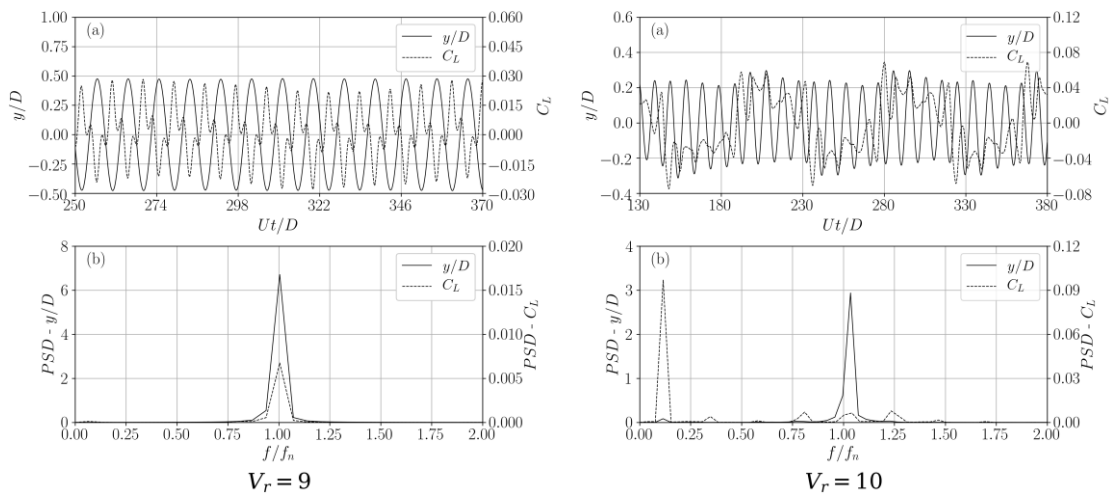 (a)
y/D
C_L
1.00
0.75
0.50
0.25
0.00
−0.25
−0.50
y/D
0.060
0.045
0.030
0.015
0.000
−0.015
−0.030
C_L
250 274 298 322 346 370
Ut/D
(a)
y/D
C_L
0.6
0.4
0.2
0.0
−0.2
−0.4
y/D
0.12
0.08
0.04
0.00
−0.04
−0.08
C_L
130 180 230 280 330 380
Ut/D
(b)
y/D
C_L
8
6
4
2
0
PSD - y/D
0.020
0.015
0.010
0.005
0.000
PSD - C_L
0.00 0.25 0.50 0.75 1.00 1.25 1.50 1.75 2.00
f/f_n
V_r = 9
(b)
y/D
C_L
4
3
2
1
0
PSD - y/D
0.12
0.09
0.06
0.03
0.00
PSD - C_L
0.00 0.25 0.50 0.75 1.00 1.25 1.50 1.75 2.00
f/f_n
V_r = 10